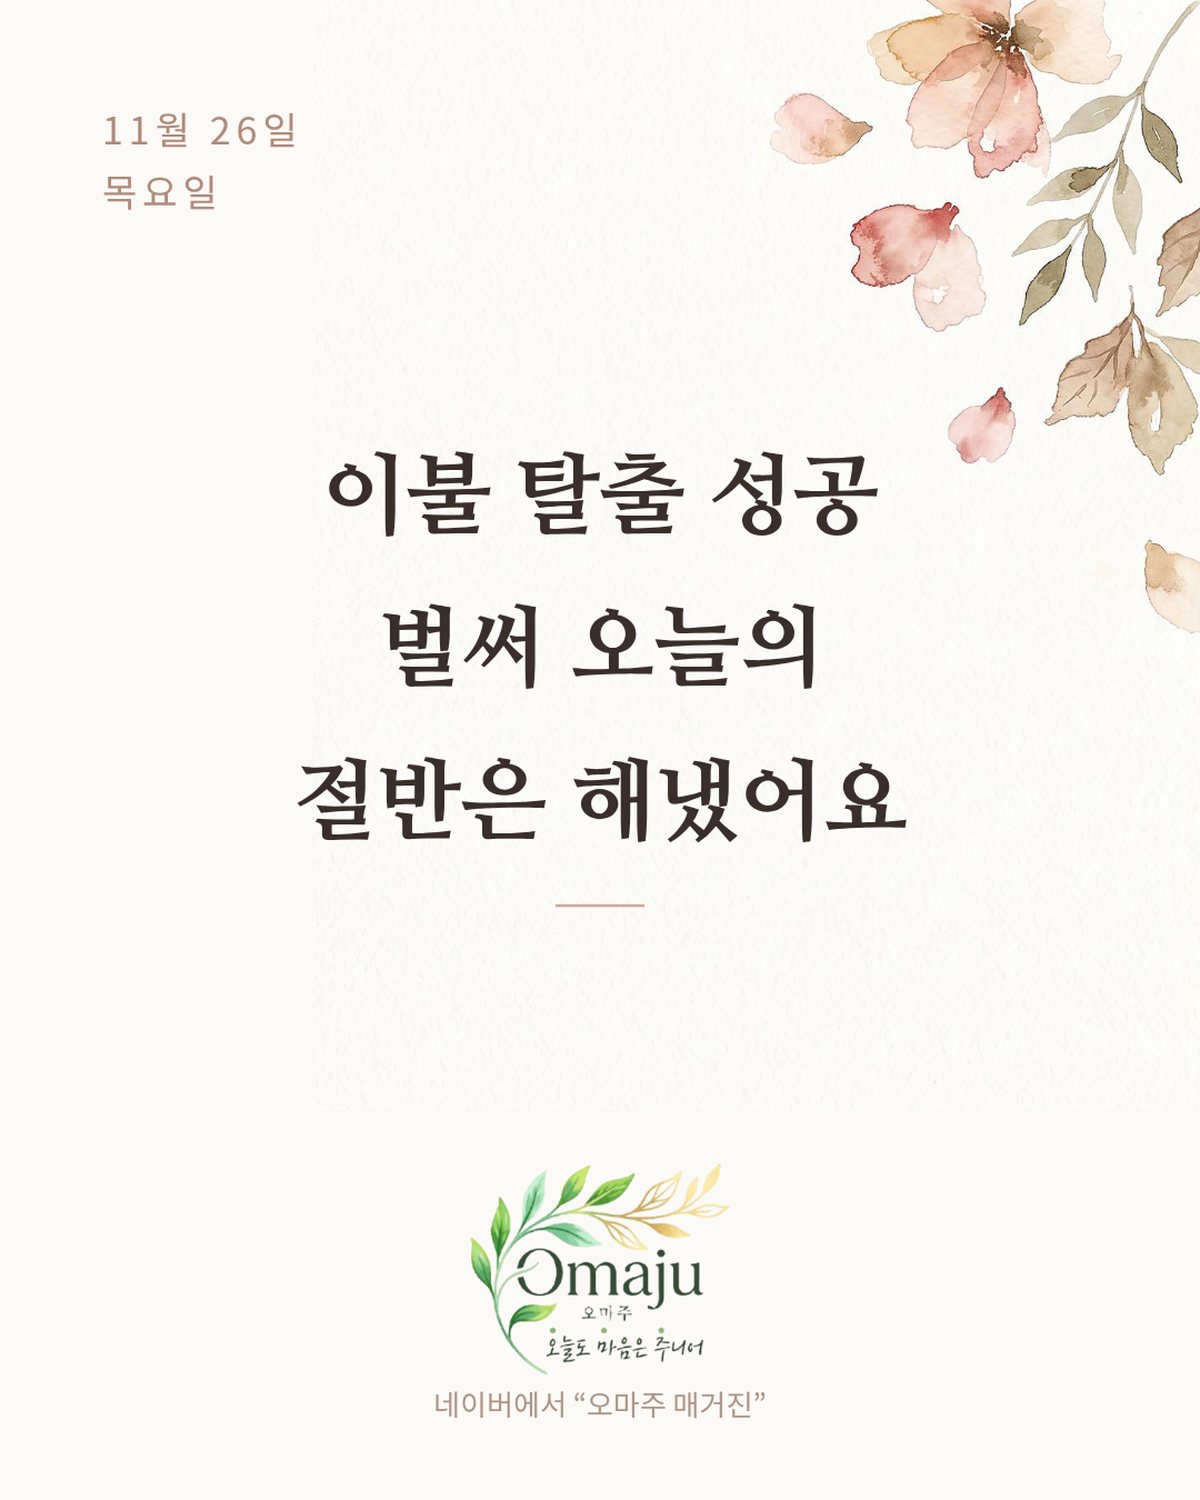 11월 26일
목요일
이불 탈출 성공
벌써 오늘의
절반은 해냈어요
Omaju
오마주
오늘도 마음은 주니어
네이버에서 “오마주 매거진”